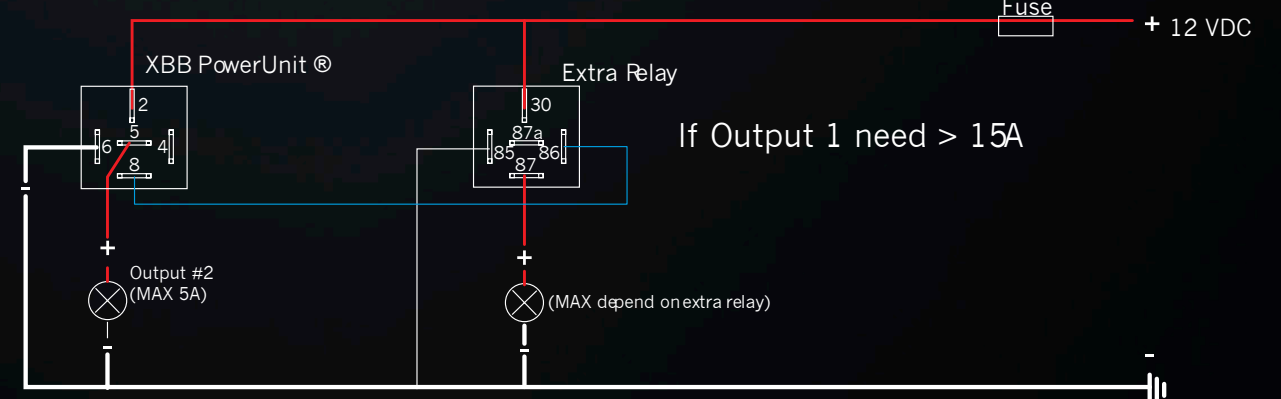 Fuse
+ 12 VDC
XBB PowerUnit ®
Extra Relay
2
30
If Output 1 need > 15A
5
87a
6
4
85
86
8
87
-
+
+
Output #2
(MAX 5A)
(MAX depend on extra relay)
-
-
-